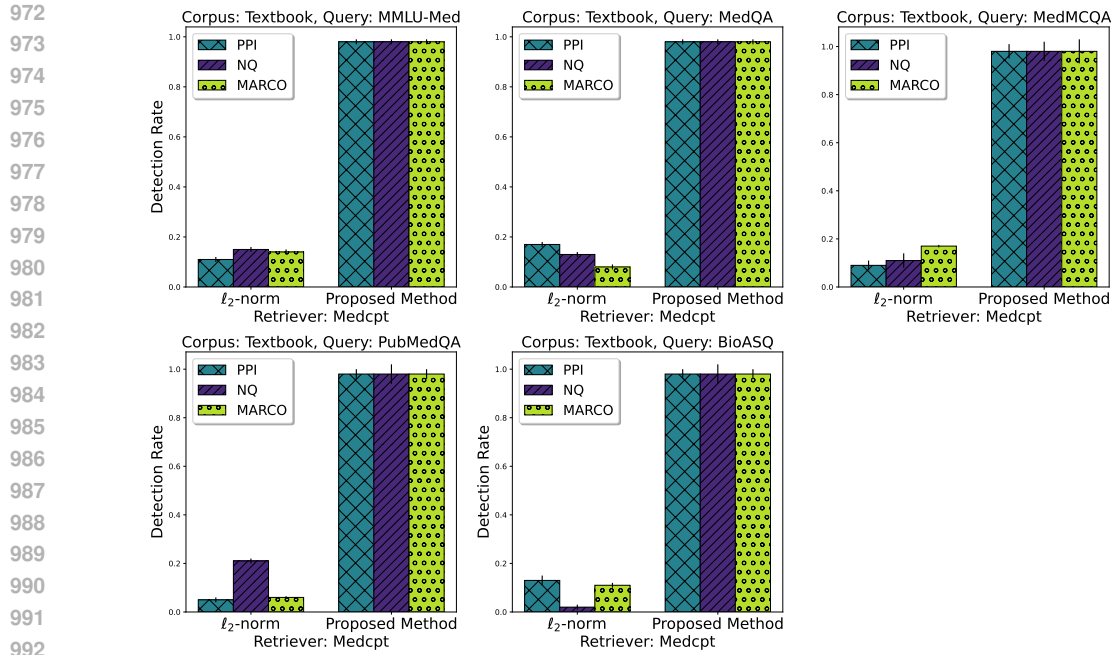 972
973
974
975
976
977
978
979
980
981
982
983
984
985
986
987
988
989
990
991
992
Corpus: Textbook, Query: MMLU-Med
PPI
NQ
MARCO
Detection Rate
1.0
0.8
0.6
0.4
0.2
0.0
ℓ2-norm Proposed Method
Retriever: Medcpt
Corpus: Textbook, Query: MedQA
PPI
NQ
MARCO
1.0
0.8
0.6
0.4
0.2
0.0
ℓ2-norm Proposed Method
Retriever: Medcpt
Corpus: Textbook, Query: MedMCQA
PPI
NQ
MARCO
1.0
0.8
0.6
0.4
0.2
0.0
ℓ2-norm Proposed Method
Retriever: Medcpt
Corpus: Textbook, Query: PubMedQA
PPI
NQ
MARCO
Detection Rate
1.0
0.8
0.6
0.4
0.2
0.0
ℓ2-norm Proposed Method
Retriever: Medcpt
Corpus: Textbook, Query: BioASQ
PPI
NQ
MARCO
Detection Rate
1.0
0.8
0.6
0.4
0.2
0.0
ℓ2-norm Proposed Method
Retriever: Medcpt